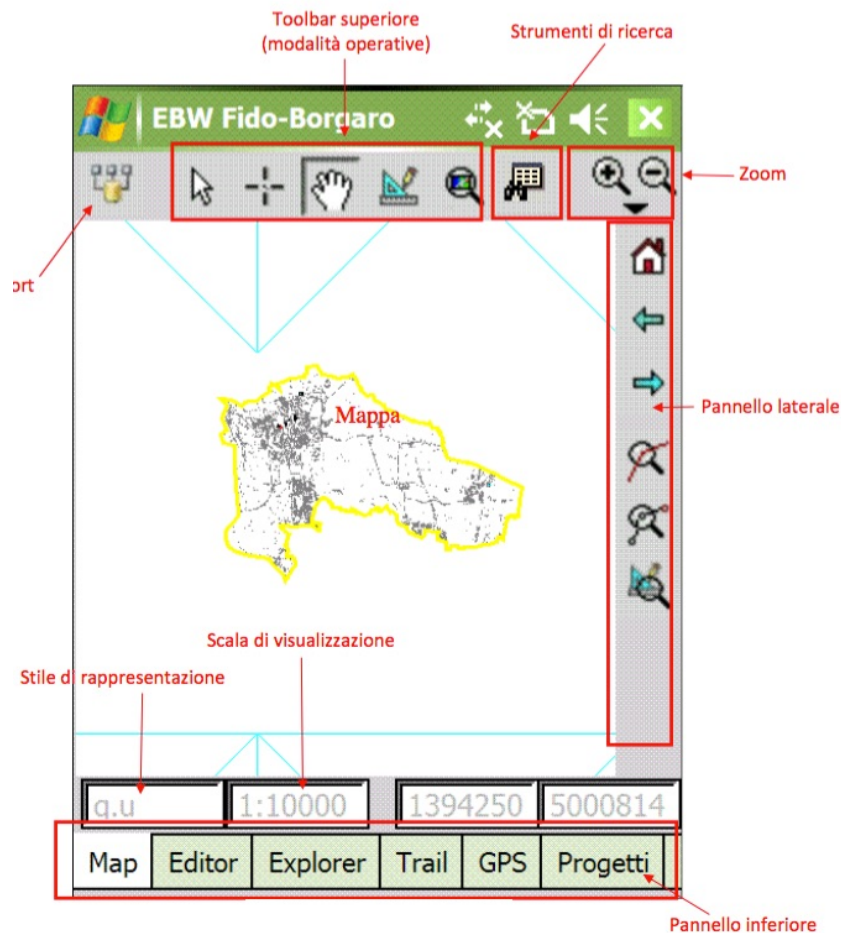 Toolbar superiore
(modalità operative)
Strumenti di ricerca
EBW Fido-Borgaro
Zoom
ort
Pannello laterale
Mappa
Scala di visualizzazione
Stile di rappresentazione
q.u
1:10000
1394250
5000814
Map
Editor
Explorer
Trail
GPS
Progetti
Pannello inferiore